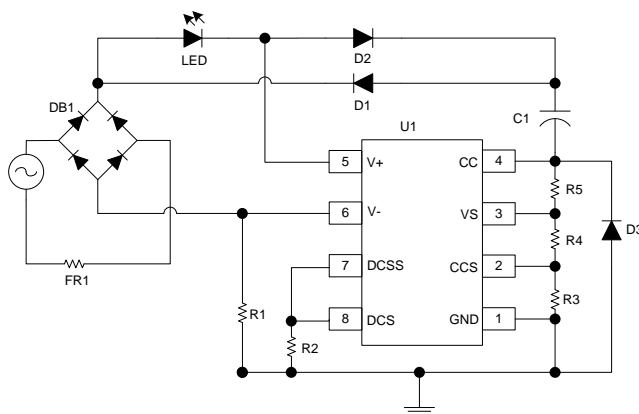 LED
D2
D1
DB1
C1
U1
5 V+ CC 4
R5
6 V- VS 3
D3
R4
7 DCSS CCS 2
FR1
R1
R3
8 DCS GND 1
R2